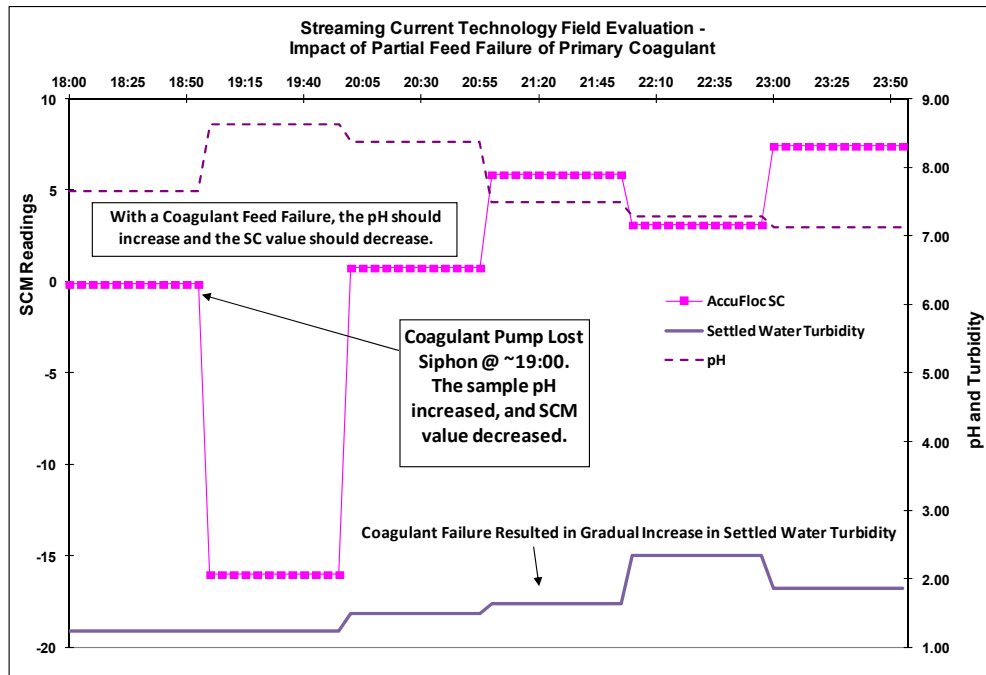 Streaming Current Technology Field Evaluation -
Impact of Partial Feed Failure of Primary Coagulant
18:00 18:25 18:50 19:15 19:40 20:05 20:30 20:55 21:20 21:45 22:10 22:35 23:00 23:25 23:50
10
5
0
-5
-10
-15
-20
SCM Readings
9.00
8.00
7.00
6.00
5.00
4.00
3.00
2.00
1.00
pH and Turbidity
With a Coagulant Feed Failure, the pH should
increase and the SC value should decrease.
Coagulant Pump Lost
Siphon @ ~19:00.
The sample pH
increased, and SCM
value decreased.
AccuFloc SC
Settled Water Turbidity
pH
Coagulant Failure Resulted in Gradual Increase in Settled Water Turbidity